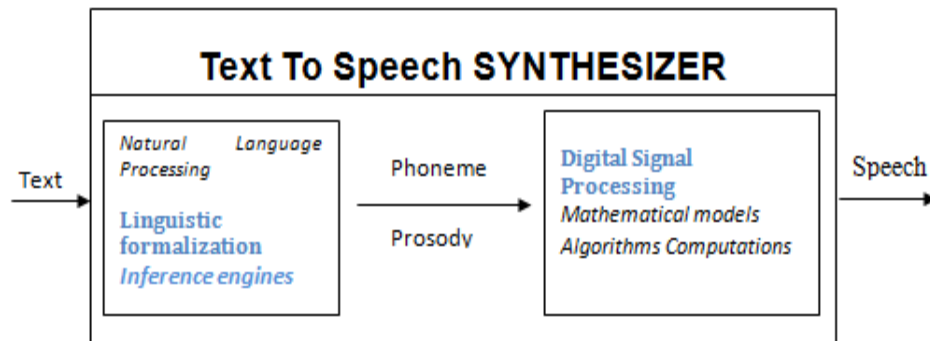 Text To Speech SYNTHESIZER
Text
Natural Language
Processing
Linguistic
formalization
Inference engines
Phoneme
Prosody
Digital Signal
Processing
Mathematical models
Algorithms Computations
Speech